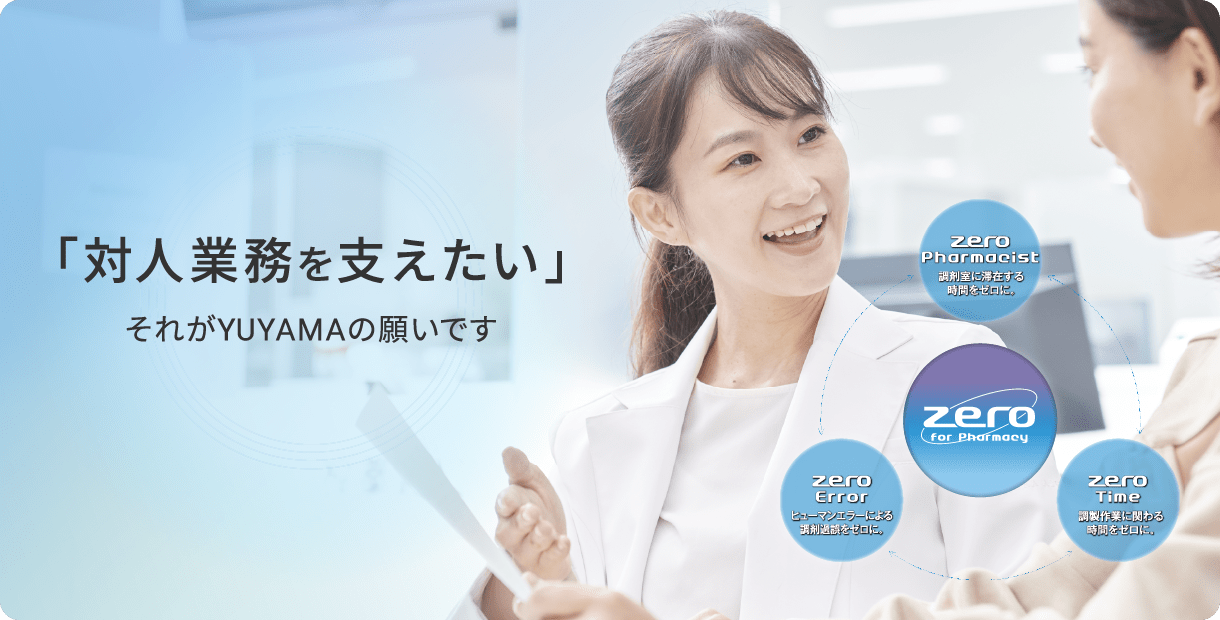 「対人業務を支えたい」
それがYUYAMAの願いです
zero
Pharmacist
調剤室に滞在する
時間をゼロに。
zero
for Pharmacy
zero
Error
ヒューマンエラーによる
調剤過誤をゼロに。
zero
Time
調製作業に関わる
時間をゼロに。